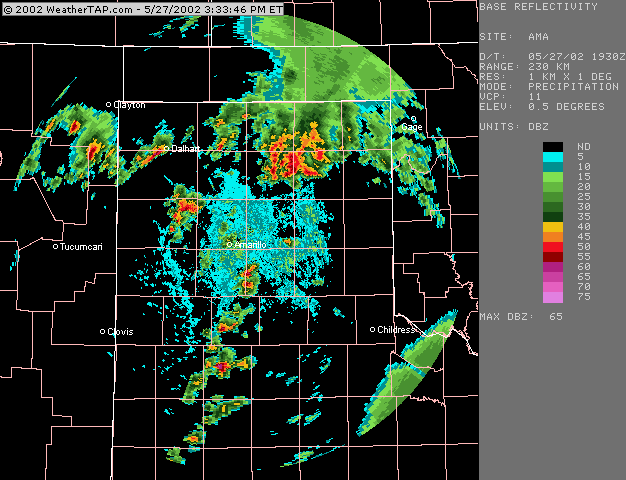 © 2002 WeatherTAP.com - 5/27/2002 3:33:46 PM ET
BASE REFLECTIVITY
SITE: AMA
D/T: 05/27/02 1930Z
RANGE: 230 KM
RES: 1 KM X 1 DEG
MODE: PRECIPITATION
VCP: 11
ELEV: 0.5 DEGREES
UNITS: DBZ
ND
5
10
15
20
25
30
35
40
45
50
55
60
65
70
75
MAX DBZ: 65
Clayton
Gage
Dalhart
Tucumcari
Amarillo
Clovis
Childress